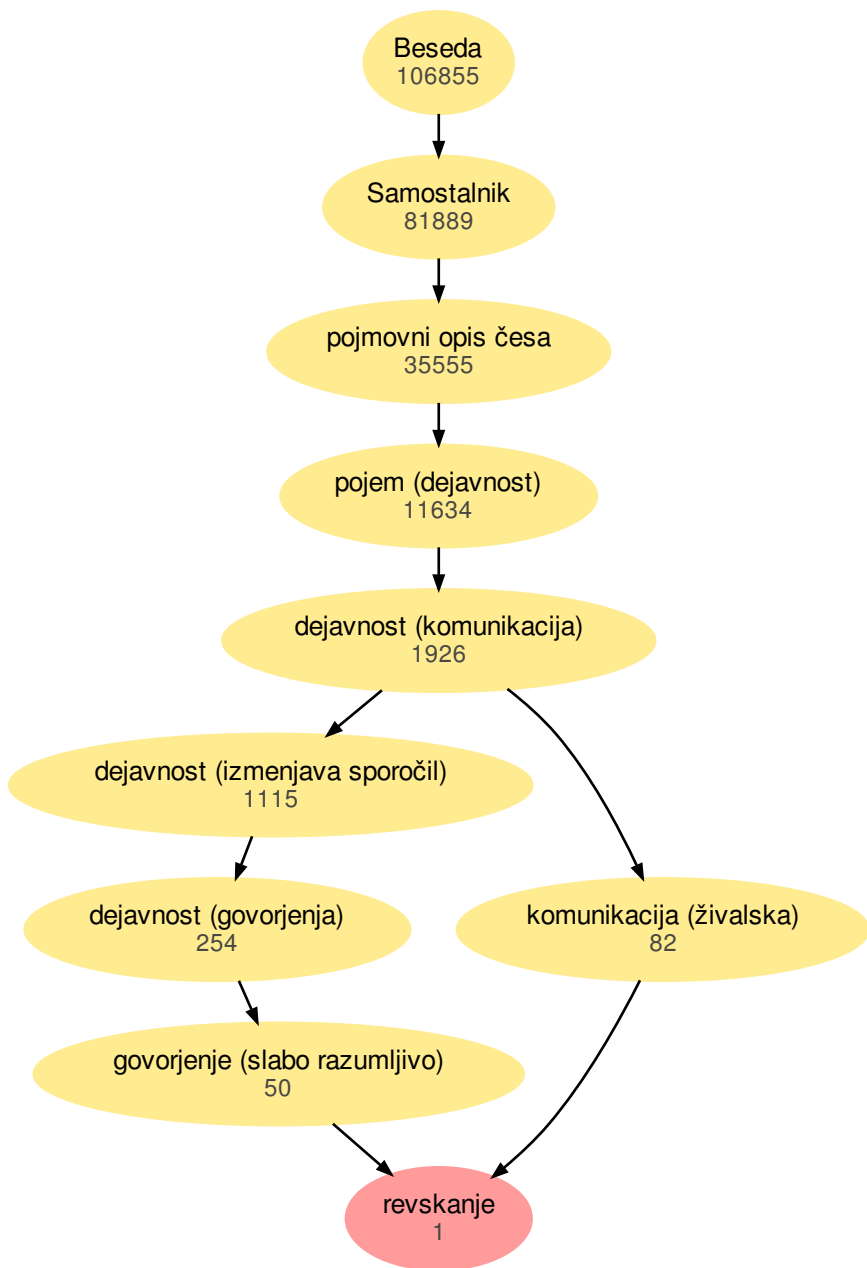 Beseda
106855
Samostalnik
81889
pojmovni opis česa
35555
pojem (dejavnost)
11634
dejavnost (komunikacija)
1926
dejavnost (izmenjava sporočil)
1115
dejavnost (govorjenja)
254
komunikacija (živalska)
82
govorjenje (slabo razumljivo)
50
revskanje
1